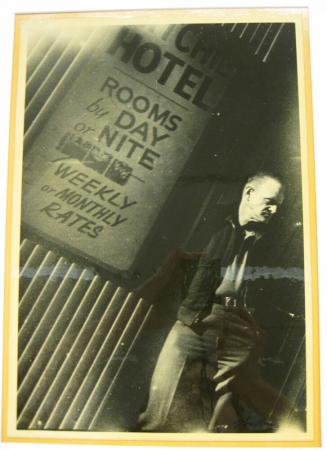 HOTEL
ROOMS
by DAY
or NITE
WEEKLY
or MONTHLY
RATES